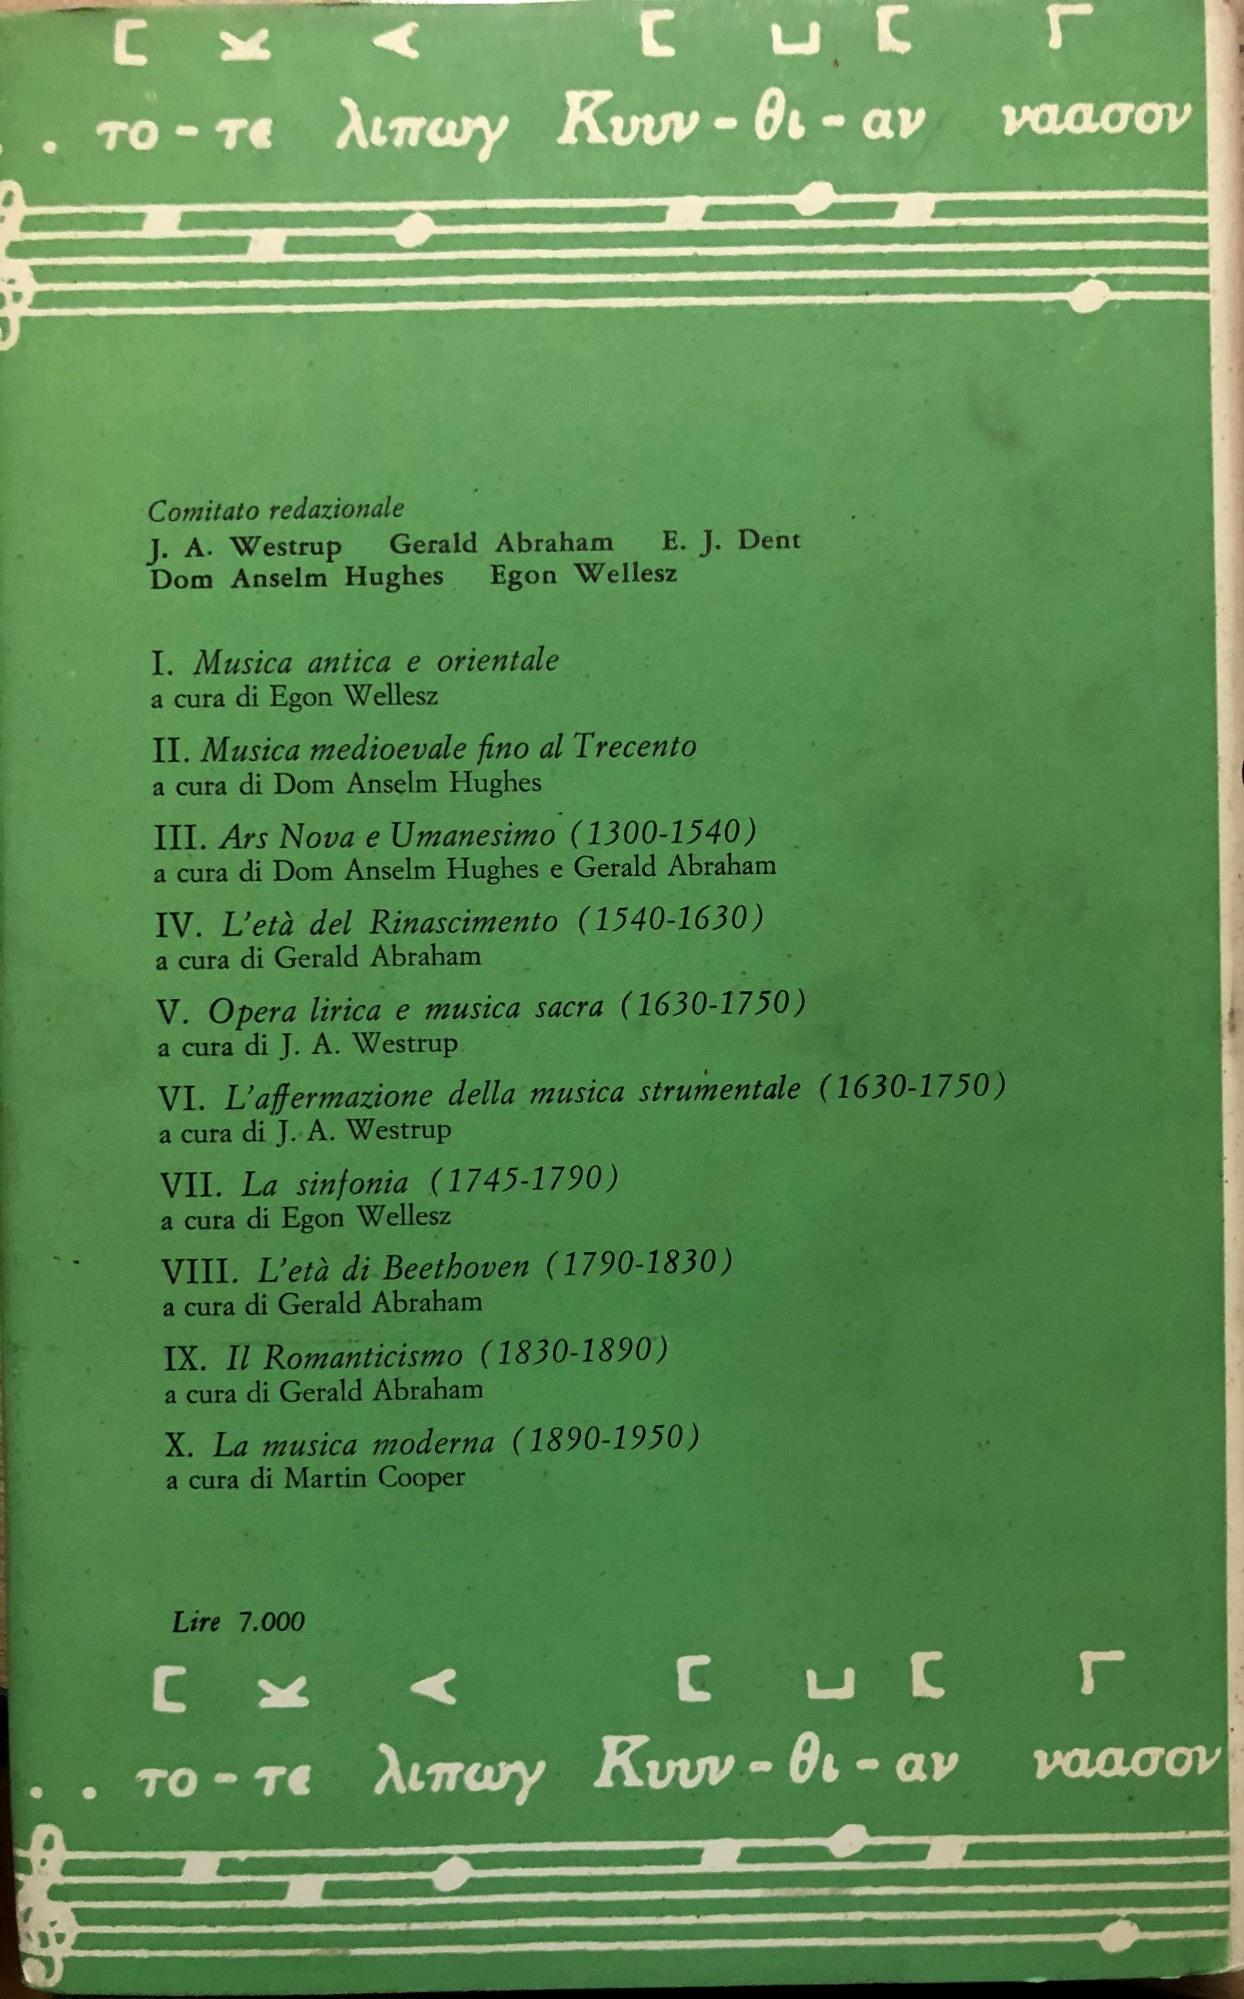 . . το - τε λιπωγ Κυυν - θι - αν ναασον
Comitato redazionale
J. A. Westrup Gerald Abraham E. J. Dent
Dom Anselm Hughes Egon Wellesz
I. Musica antica e orientale
a cura di Egon Wellesz
II. Musica medioevale fino al Trecento
a cura di Dom Anselm Hughes
III. Ars Nova e Umanesimo (1300-1540)
a cura di Dom Anselm Hughes e Gerald Abraham
IV. L'età del Rinascimento (1540-1630)
a cura di Gerald Abraham
V. Opera lirica e musica sacra (1630-1750)
a cura di J. A. Westrup
VI. L'affermazione della musica strumentale (1630-1750)
a cura di J. A. Westrup
VII. La sinfonia (1745-1790)
a cura di Egon Wellesz
VIII. L'età di Beethoven (1790-1830)
a cura di Gerald Abraham
IX. Il Romanticismo (1830-1890)
a cura di Gerald Abraham
X. La musica moderna (1890-1950)
a cura di Martin Cooper
Lire 7.000
. . το - τε λιπωγ Κυυν - θι - αν ναασον